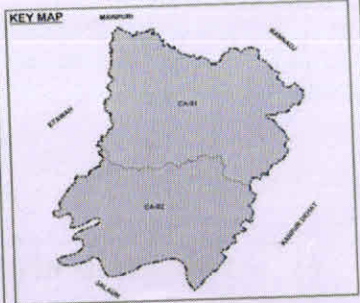 KEY MAP
MAINPURI
KANNAUJ
ETAWAH
CA-01
CA-02
KANPUR DEHAT
JALAUN